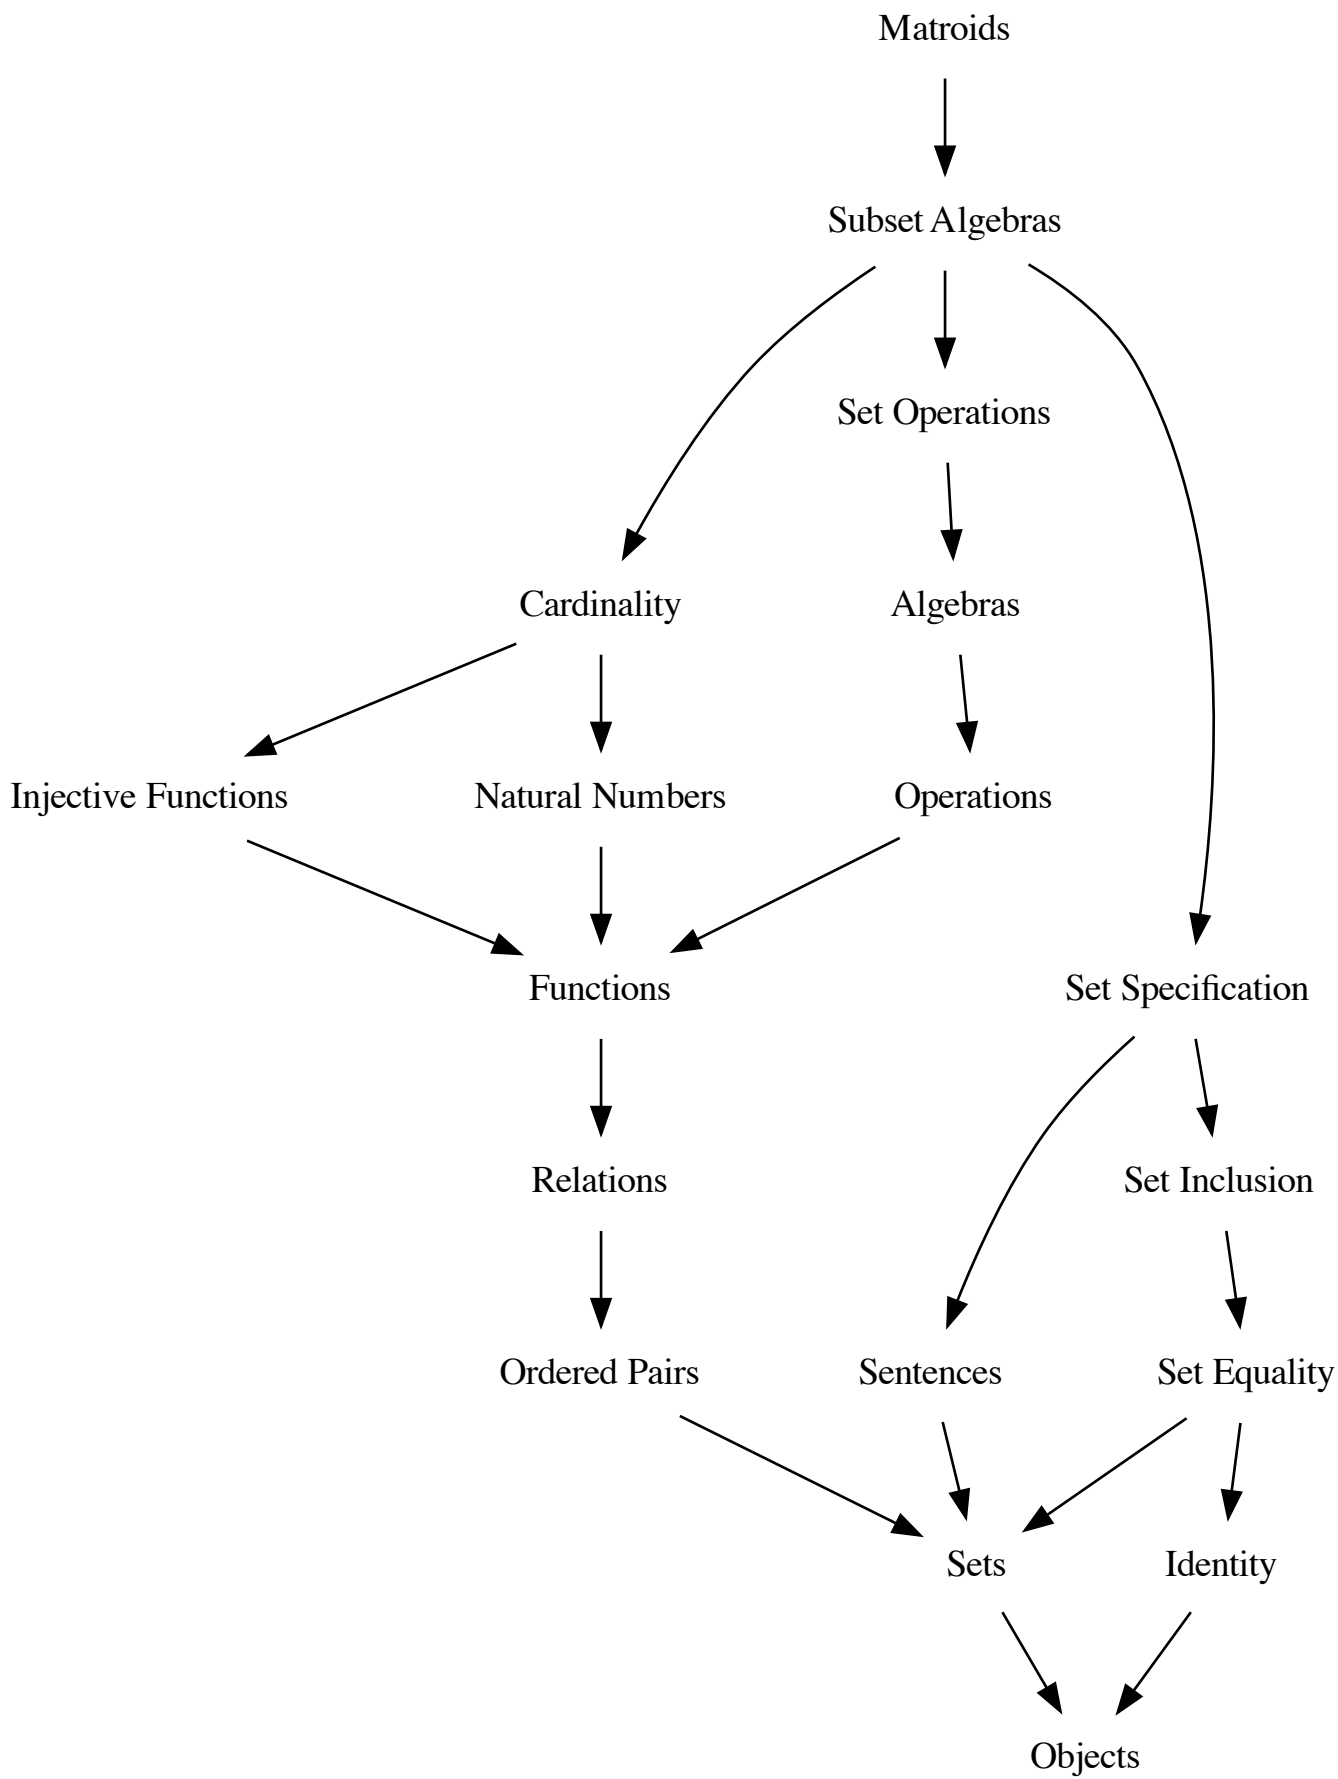 Matroids
Subset Algebras
Set Operations
Cardinality
Algebras
Injective Functions
Natural Numbers
Operations
Functions
Set Specification
Relations
Set Inclusion
Ordered Pairs
Sentences
Set Equality
Sets
Identity
Objects